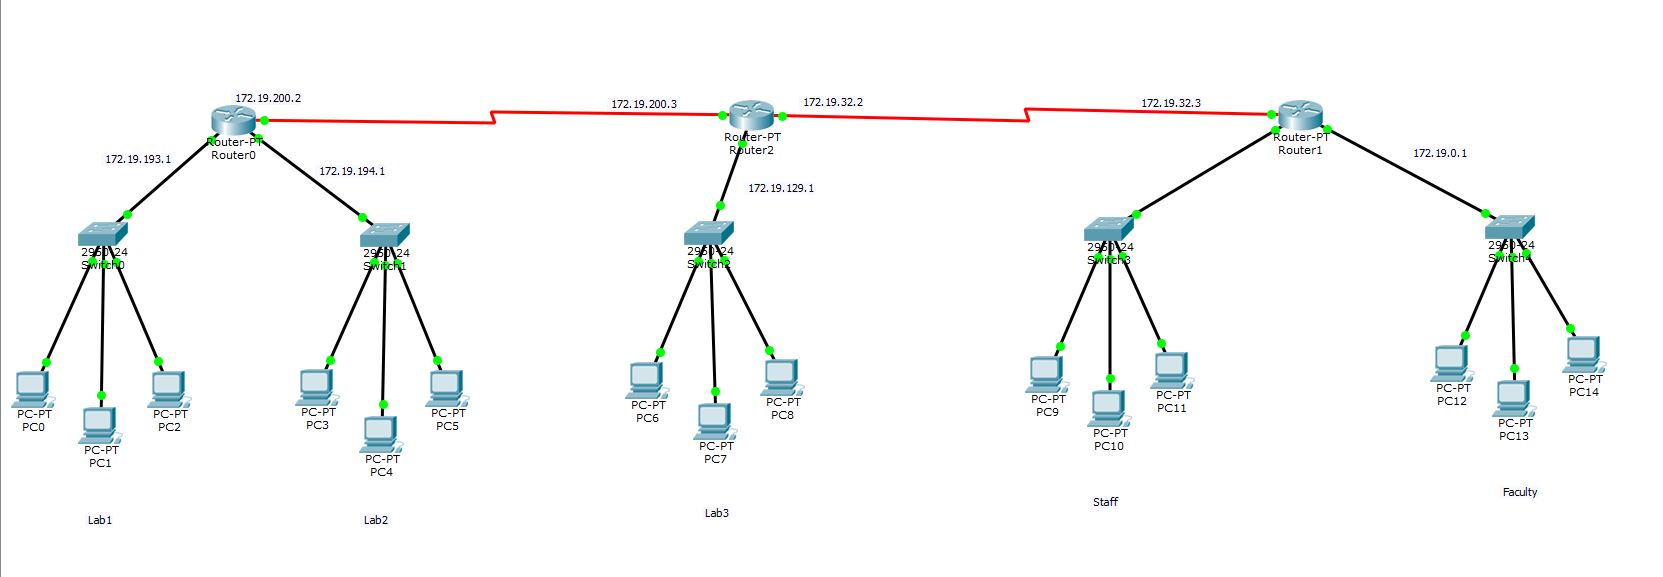 172.19.200.2
172.19.200.3
172.19.32.2
172.19.32.3
Router-PT
Router0
Router-PT
Router2
Router-PT
Router1
172.19.193.1
172.19.194.1
172.19.129.1
172.19.0.1
2950-24
Switch0
2950-24
Switch1
2950-24
Switch2
2950-24
Switch3
2950-24
Switch4
PC-PT
PC0
PC-PT
PC1
PC-PT
PC2
PC-PT
PC3
PC-PT
PC4
PC-PT
PC5
PC-PT
PC6
PC-PT
PC7
PC-PT
PC8
PC-PT
PC9
PC-PT
PC10
PC-PT
PC11
PC-PT
PC12
PC-PT
PC13
PC-PT
PC14
Lab1
Lab2
Lab3
Staff
Faculty